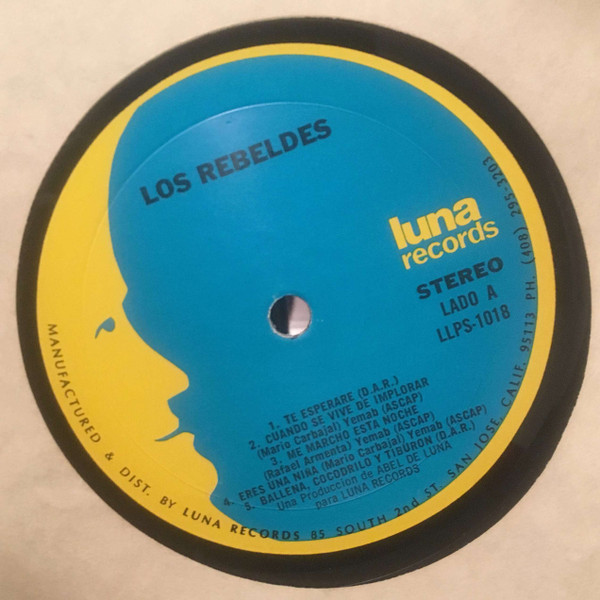 LOS REBELDES
luna
records
STEREO
LADO A
LLPS-1018
1. TE ESPERARE (D.A.R.)
2. CUANDO SE VIVE DE IMPLORAR
(Mario Carbajal) Yemab (ASCAP)
3. ME MARCHO ESTA NOCHE
(Rafael Armenta) Yemab (ASCAP)
4. ERES UNA NIÑA (Mario Carbajal) Yemab (ASCAP)
5. BALLENA, COCODRILO Y TIBURON (D.A.R.)
Una Produccion de ABEL DE LUNA
para LUNA RECORDS
MANUFACTURED & DIST. BY LUNA RECORDS 85 SOUTH 2nd ST. SAN JOSE, CALIF. 95113 PH. (408) 295-3203